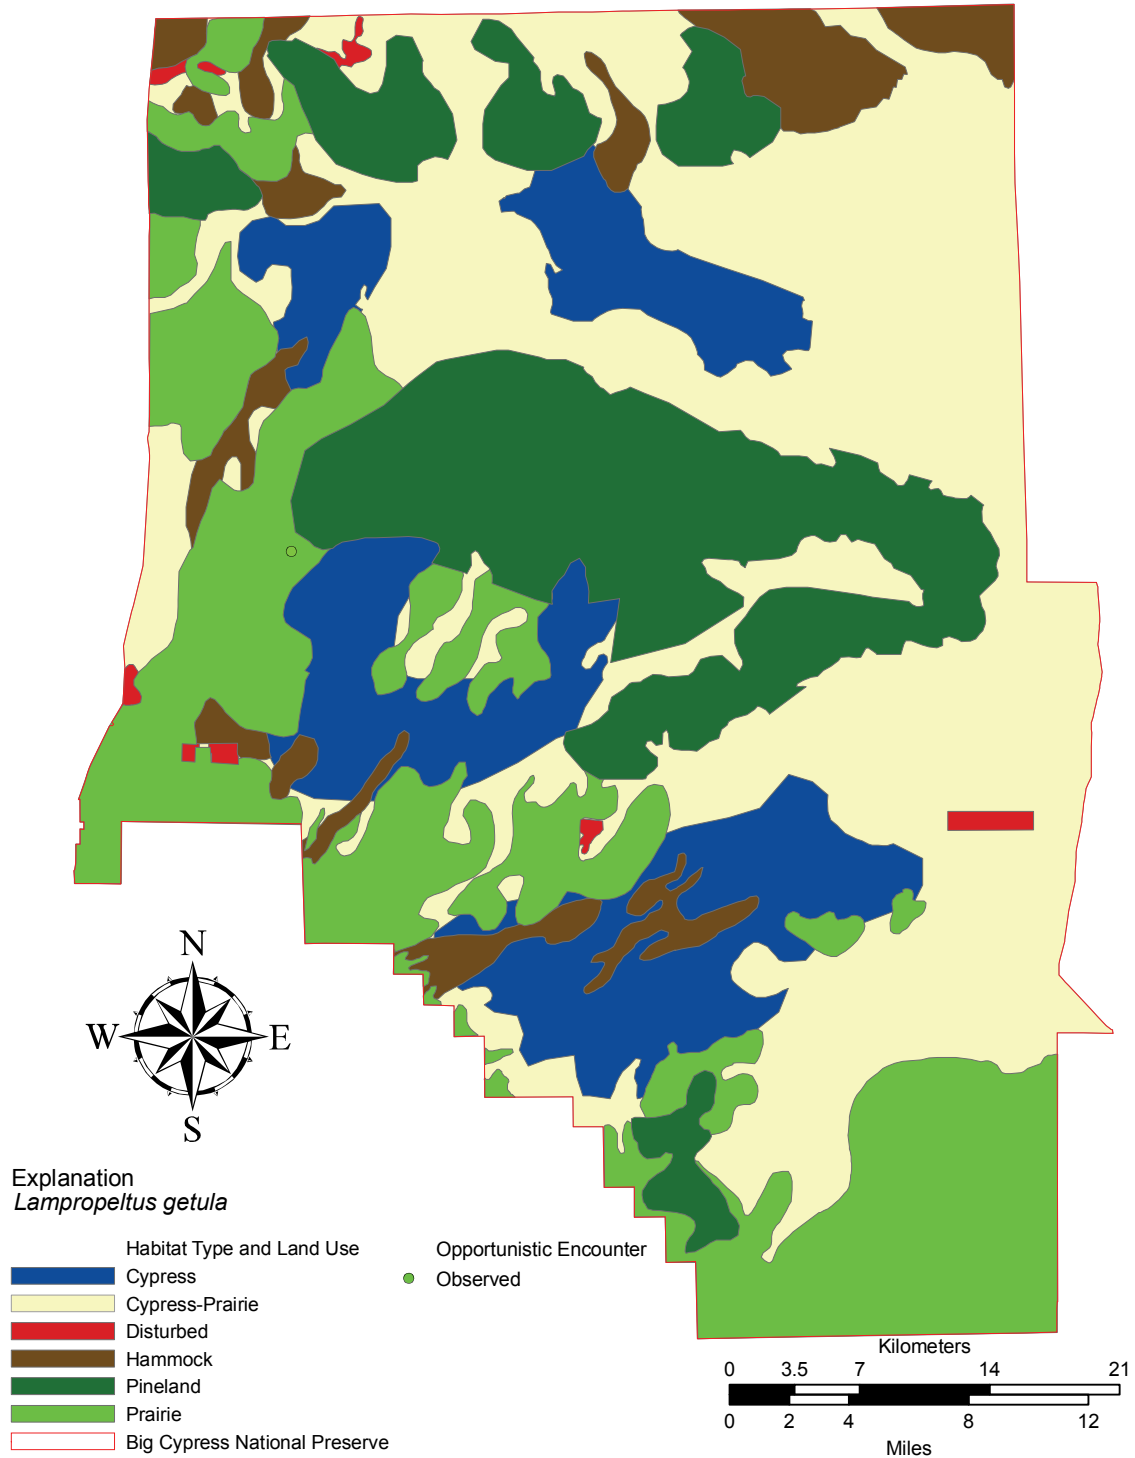 N
W E
S
Explanation
Lampropeltus getula
Habitat Type and Land Use
Cypress
Cypress-Prairie
Disturbed
Hammock
Pineland
Prairie
Big Cypress National Preserve
Opportunistic Encounter
Observed
Kilometers
0 3.5 7 14 21
0 2 4 8 12
Miles